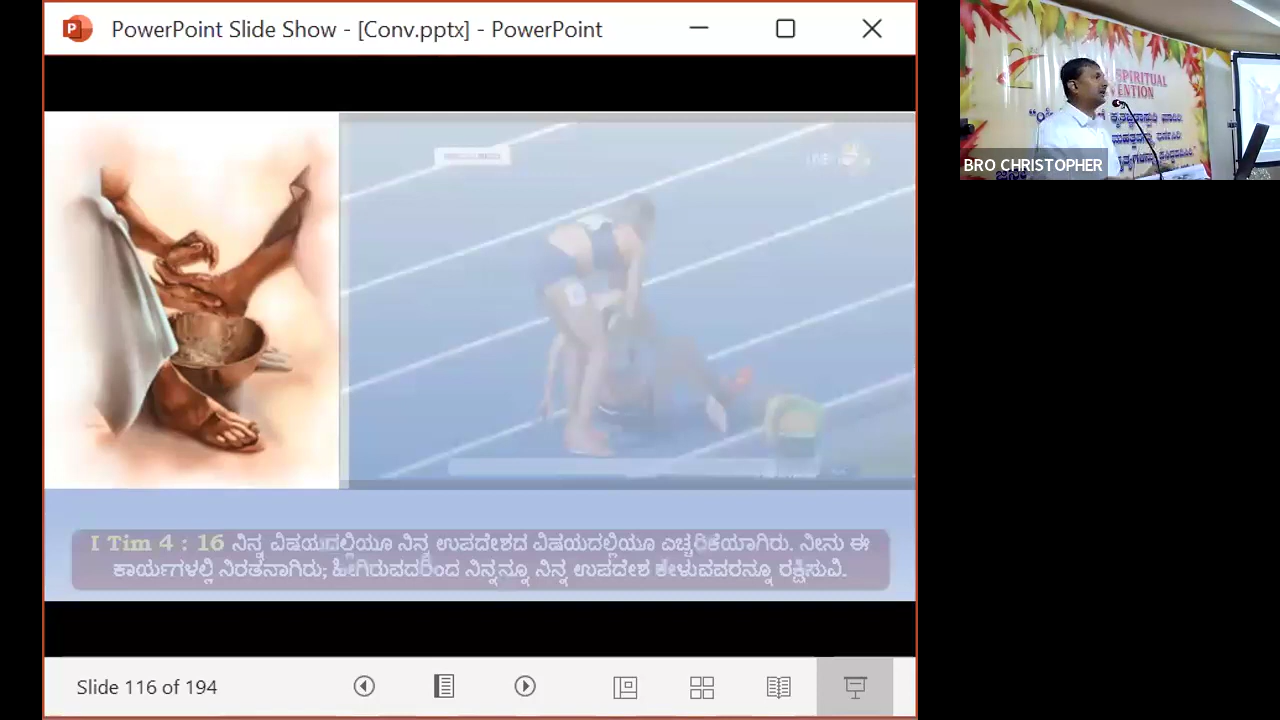 PowerPoint Slide Show - [Conv.pptx] - PowerPoint
I Tim 4 : 16 ನಿನ್ನ ವಿಷಯದಲ್ಲಿಯೂ ನಿನ್ನ ಉಪದೇಶದ ವಿಷಯದಲ್ಲಿಯೂ ಎಚ್ಚರಿಕೆಯಾಗಿರು. ನೀನು ಈ
ಕಾರ್ಯಗಳಲ್ಲಿ ನಿರತನಾಗಿರು; ಹೀಗಿರುವದರಿಂದ ನಿನ್ನನ್ನೂ ನಿನ್ನ ಉಪದೇಶ ಕೇಳುವವರನ್ನೂ ರಕ್ಷಿಸುವಿ.
Slide 116 of 194
SPIRITUAL
BRO CHRISTOPHER